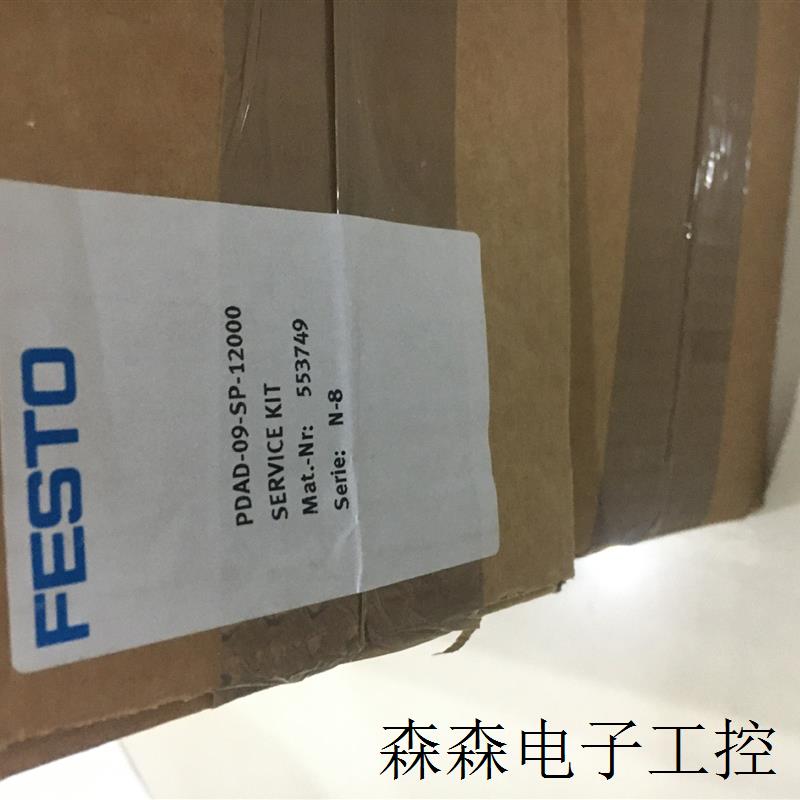 FESTO
PDAD-09-SP-12000
SERVICE KIT
Mat.-Nr: 553749
Serie: N-8
森森电子工控